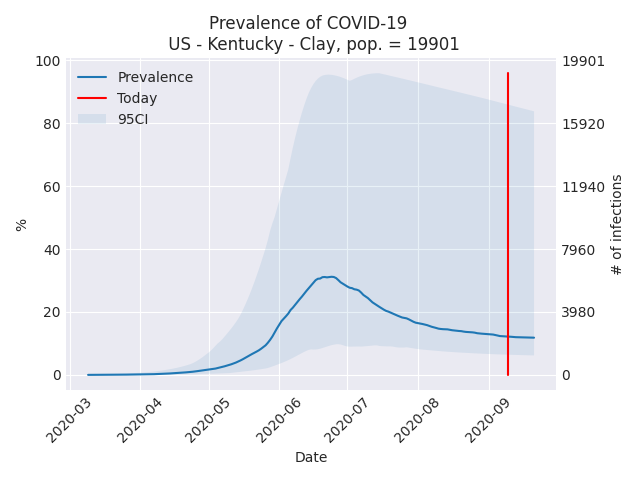 Prevalence of COVID-19
US - Kentucky - Clay, pop. = 19901
Prevalence
Today
95CI
100
80
60
40
20
0
%
19901
15920
11940
7960
3980
0
# of infections
2020-03
2020-04
2020-05
2020-06
2020-07
2020-08
2020-09
Date